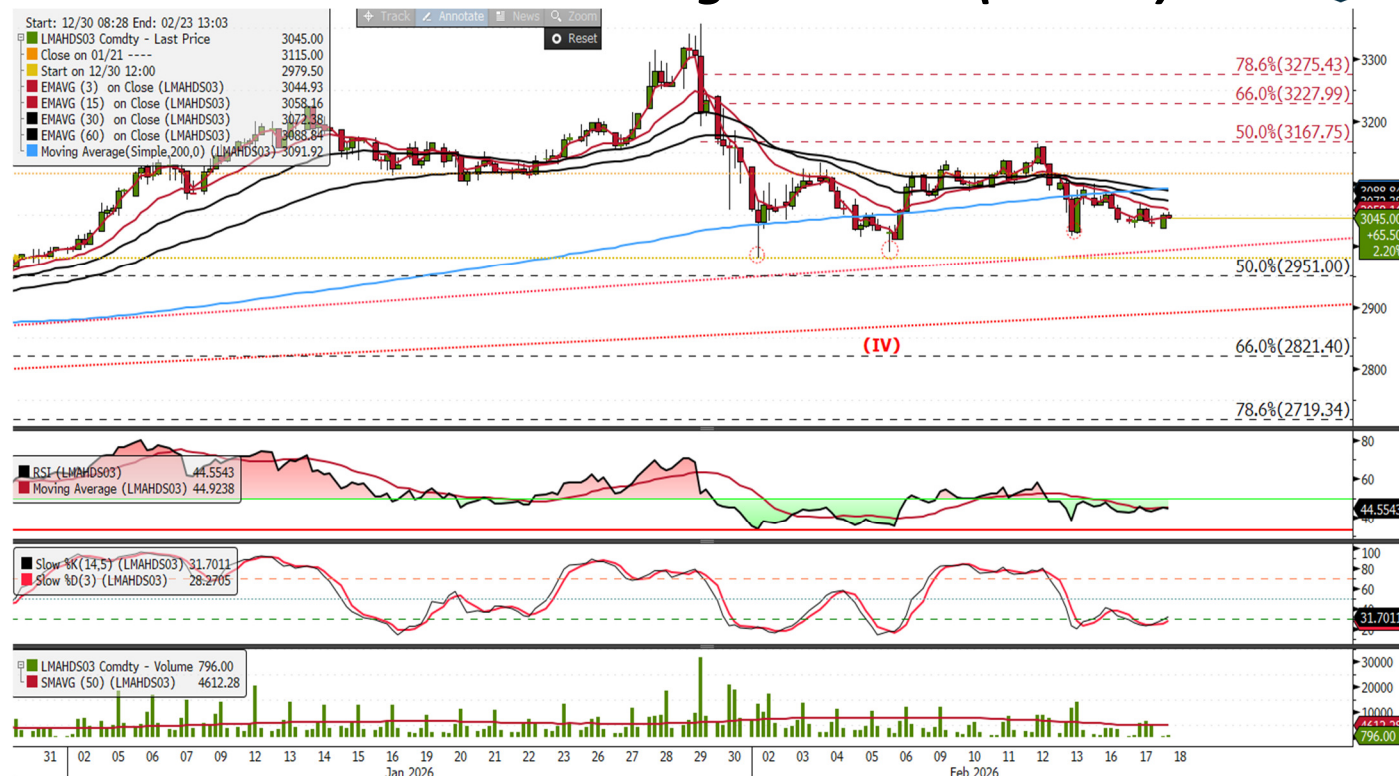 Start: 12/30 08:28 End: 02/23 13:03
LMAHDS03 Comdty - Last Price 3045.00
Close on 01/21 ---- 3115.00
Start on 12/30 12:00 2979.50
EMAVG (3) on Close (LMAHDS03) 3044.93
EMAVG (15) on Close (LMAHDS03) 3058.16
EMAVG (30) on Close (LMAHDS03) 3072.38
EMAVG (60) on Close (LMAHDS03) 3088.84
Moving Average(Simple,200,0) (LMAHDS03) 3091.92
Track Annotate News Zoom
Reset
78.6%(3275.43)
66.0%(3227.99)
50.0%(3167.75)
50.0%(2951.00)
(IV)
66.0%(2821.40)
78.6%(2719.34)
3300
3200
3045.00
+65.50
2.20%
2900
2800
RSI (LMAHDS03) 44.5543
Moving Average (LMAHDS03) 44.9238
80
60
44.5543
Slow %K(14,5) (LMAHDS03) 31.7011
Slow %D(3) (LMAHDS03) 28.2705
100
80
60
31.7011
LMAHDS03 Comdty - Volume 796.00
SMAVG (50) (LMAHDS03) 4612.28
30000
20000
10000
796.00
31 02 05 06 07 08 09 12 13 14 15 16 19 20 21 22 23 26 27 28 29 30 02 03 04 05 06 09 10 11 12 13 16 17 18
Jan 2026 Feb 2026